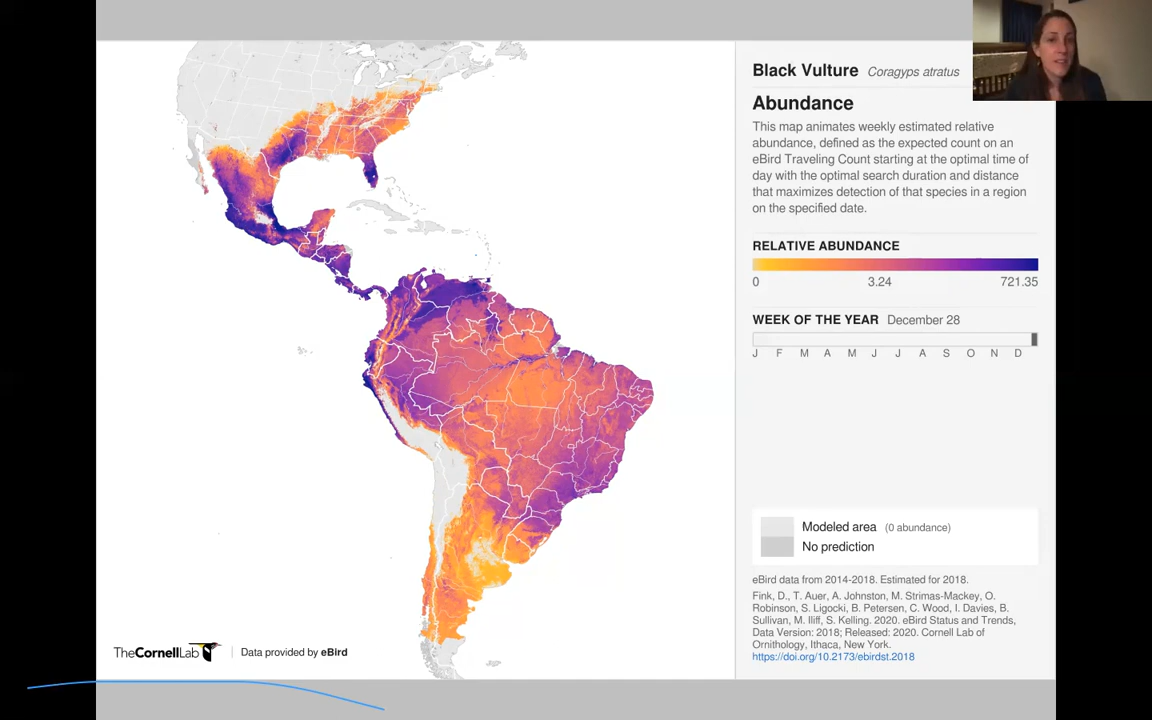 Black Vulture Coragyps atratus
Abundance
This map animates weekly estimated relative
abundance, defined as the expected count on an
eBird Traveling Count starting at the optimal time of
day with the optimal search duration and distance
that maximizes detection of that species in a region
on the specified date.
RELATIVE ABUNDANCE
0 3.24 721.35
WEEK OF THE YEAR December 28
J F M A M J J A S O N D
Modeled area (0 abundance)
No prediction
eBird data from 2014-2018. Estimated for 2018.
Fink, D., T. Auer, A. Johnston, M. Strimas-Mackey, O.
Robinson, S. Ligocki, B. Petersen, C. Wood, I. Davies, B.
Sullivan, M. Iliff, S. Kelling. 2020. eBird Status and Trends,
Data Version: 2018; Released: 2020. Cornell Lab of
Ornithology, Ithaca, New York.
https://doi.org/10.2173/ebirdst.2018
TheCornellLab Data provided by eBird